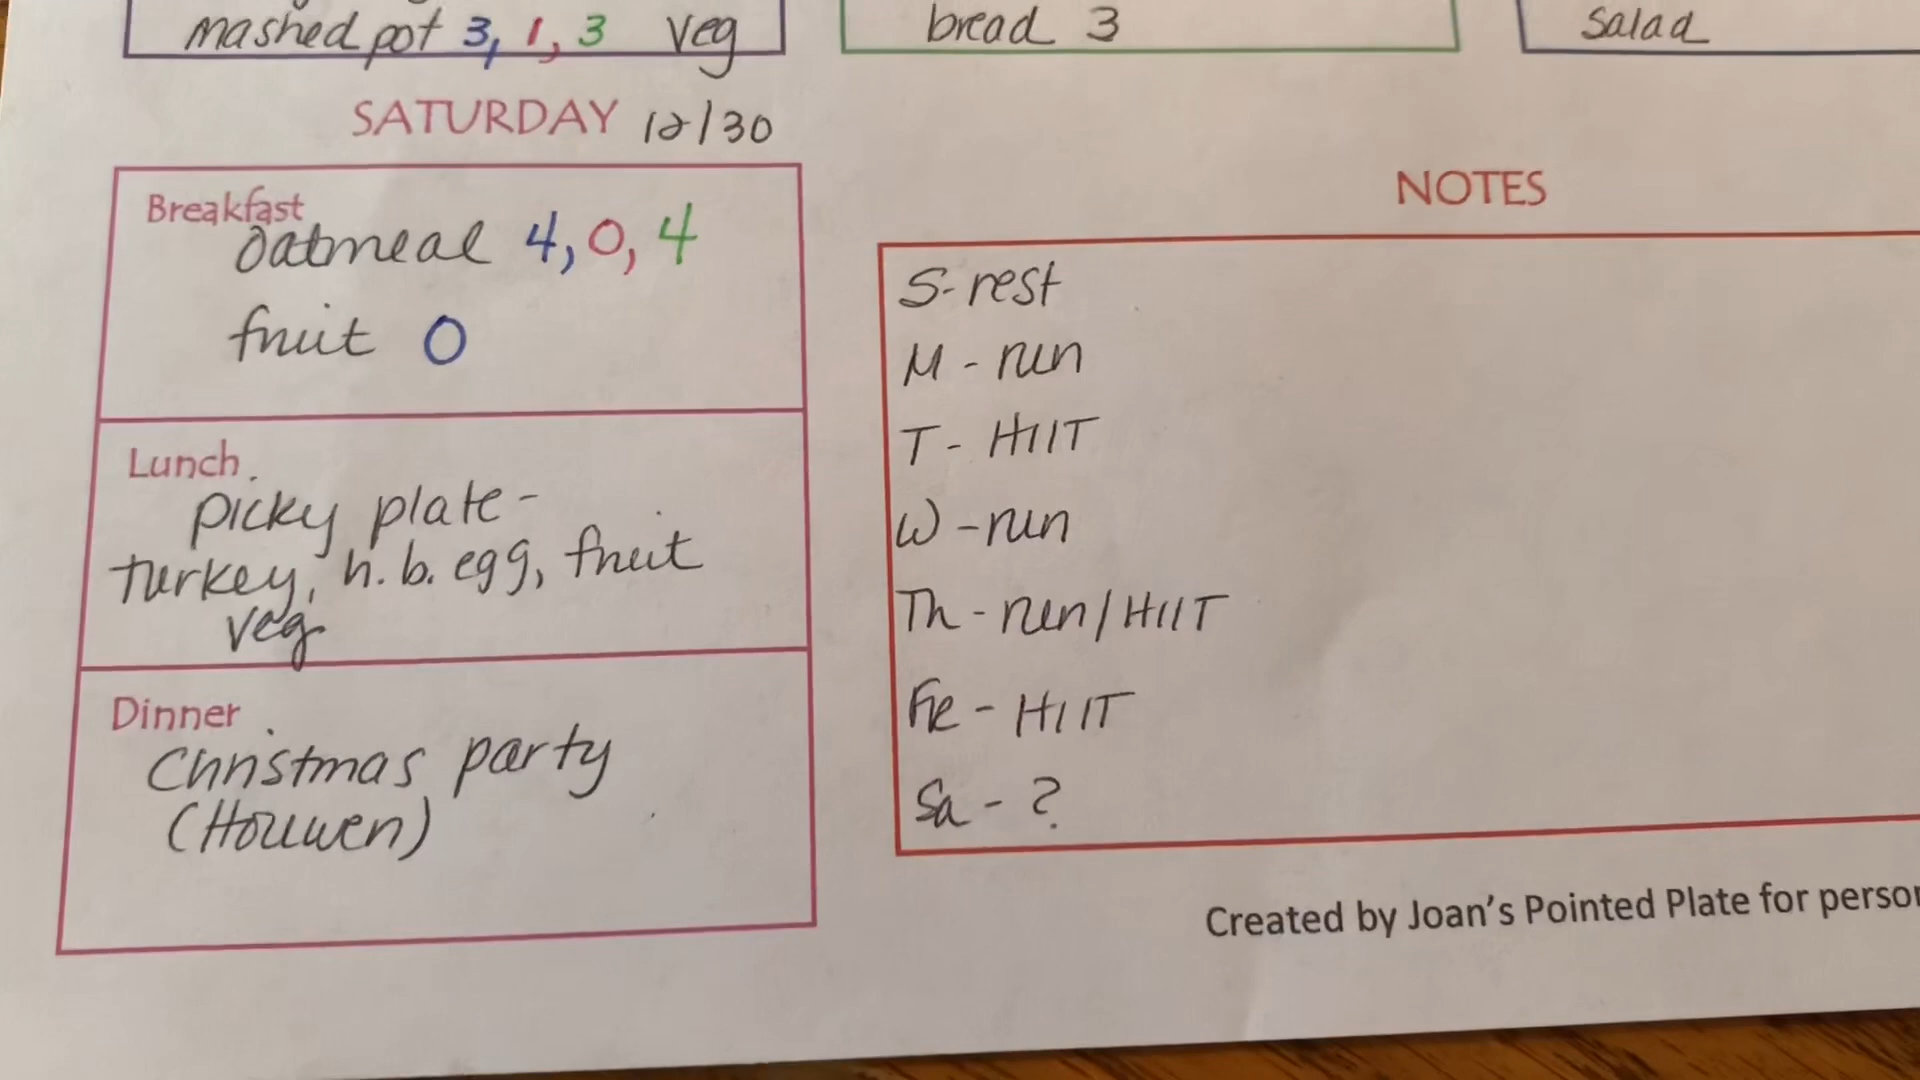 mashed pot 3, 1, 3 veg
bread 3
salad
SATURDAY 12/30
Breakfast
oatmeal 4, 0, 4
fruit 0
Lunch
picky plate -
turkey, h.b. egg, fruit
veg
Dinner
Christmas party
(Houwen)
NOTES
S- rest
M - run
T - HIIT
W - run
Th - run/HIIT
Fr - HIIT
Sa - ?
Created by Joan's Pointed Plate for